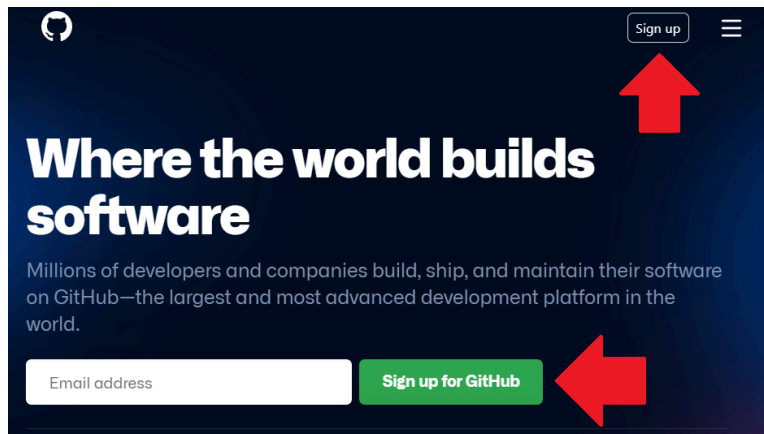 Sign up
Where the world builds
software
Millions of developers and companies build, ship, and maintain their software
on GitHub—the largest and most advanced development platform in the
world.
Email address
Sign up for GitHub